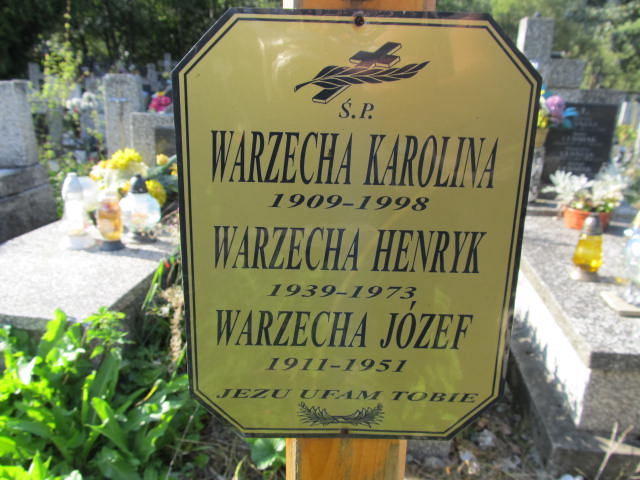 Ś.P.
WARZECHA KAROLINA
1909-1998
WARZECHA HENRYK
1939-1973
WARZECHA JÓZEF
1911-1951
JEZU UFAM TOBIE